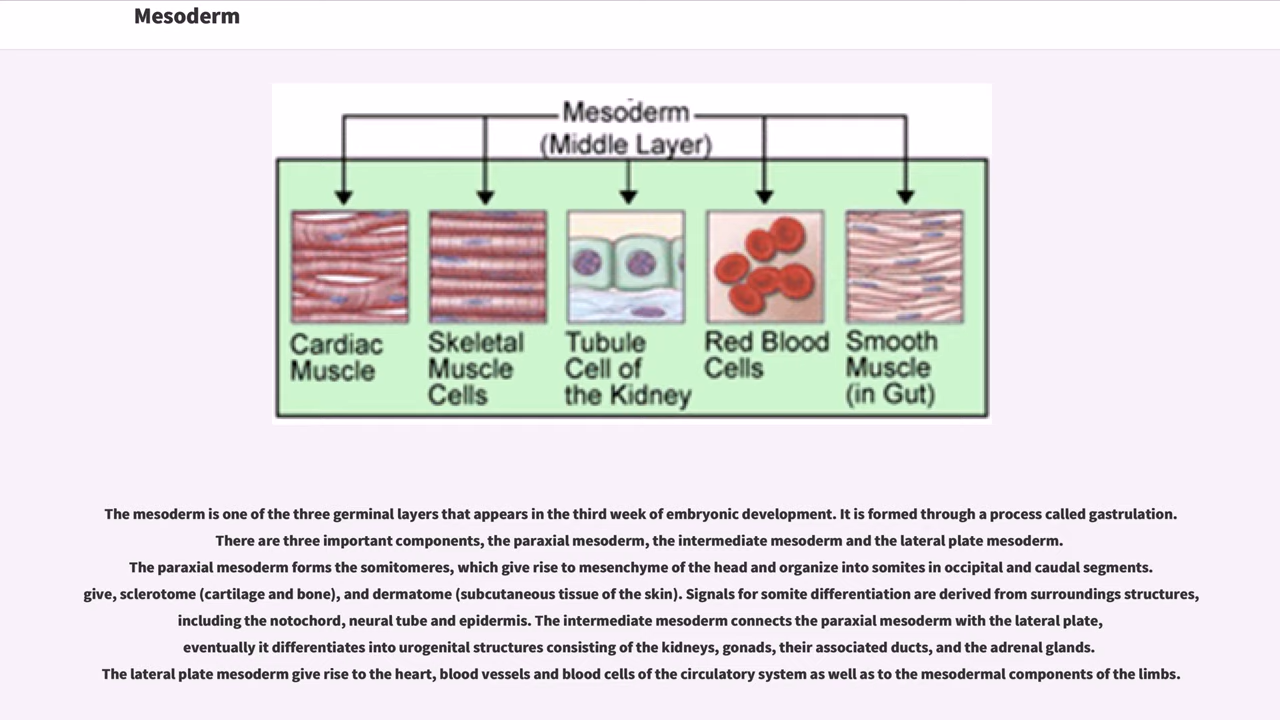 Mesoderm
Mesoderm
(Middle Layer)
Cardiac
Muscle
Skeletal
Muscle
Cells
Tubule
Cell of
the Kidney
Red Blood
Cells
Smooth
Muscle
(in Gut)
The mesoderm is one of the three germinal layers that appears in the third week of embryonic development. It is formed through a process called gastrulation.
There are three important components, the paraxial mesoderm, the intermediate mesoderm and the lateral plate mesoderm.
The paraxial mesoderm forms the somitomeres, which give rise to mesenchyme of the head and organize into somites in occipital and caudal segments.
give, sclerotome (cartilage and bone), and dermatome (subcutaneous tissue of the skin). Signals for somite differentiation are derived from surroundings structures,
including the notochord, neural tube and epidermis. The intermediate mesoderm connects the paraxial mesoderm with the lateral plate,
eventually it differentiates into urogenital structures consisting of the kidneys, gonads, their associated ducts, and the adrenal glands.
The lateral plate mesoderm give rise to the heart, blood vessels and blood cells of the circulatory system as well as to the mesodermal components of the limbs.